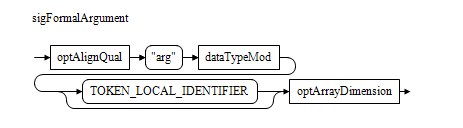 sigFormalArgument
optAlignQual "arg" dataTypeMod
TOKEN_LOCAL_IDENTIFIER optArrayDimension